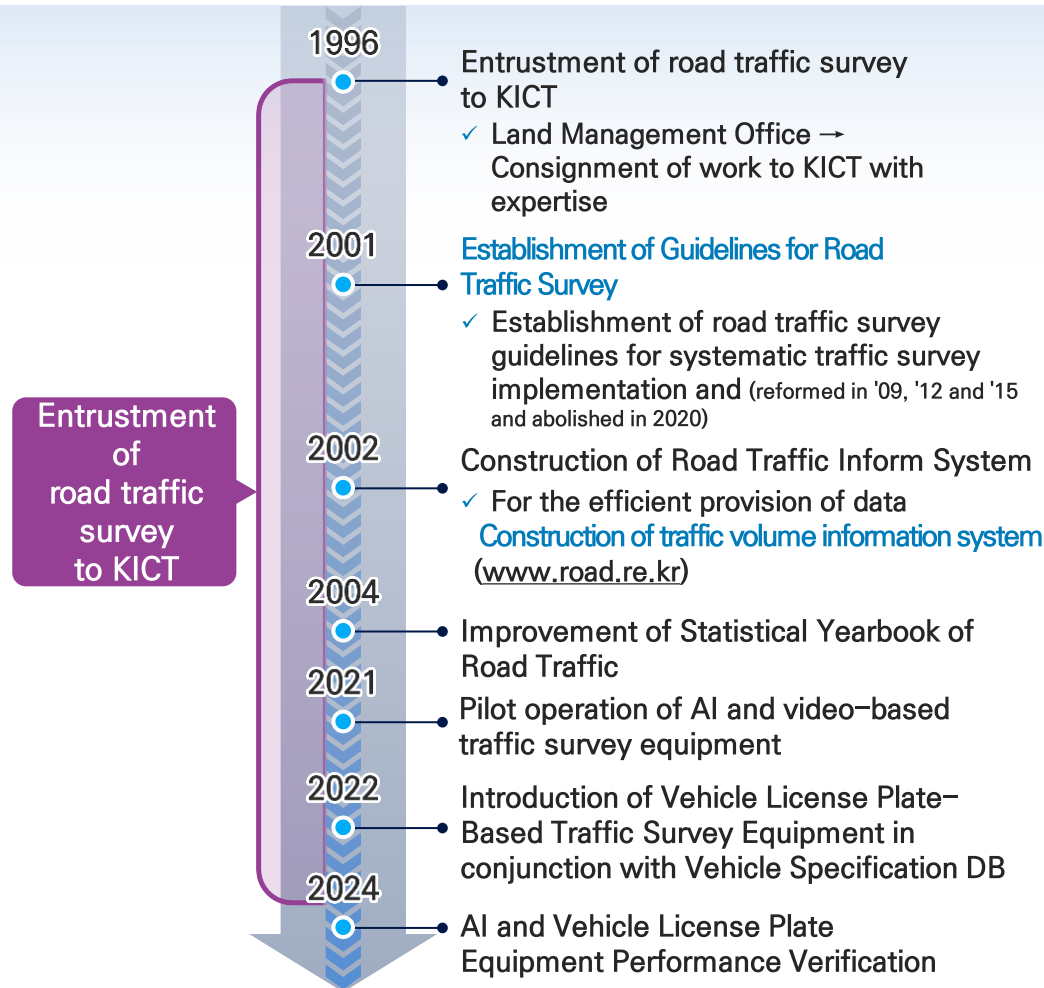 1996
Entrustment of road traffic survey
to KICT
✓ Land Management Office →
Consignment of work to KICT with
expertise
2001
Establishment of Guidelines for Road
Traffic Survey
✓ Establishment of road traffic survey
guidelines for systematic traffic survey
implementation and (reformed in '09, '12 and '15
and abolished in 2020)
Entrustment
of
road traffic
survey
to KICT
2002
Construction of Road Traffic Inform System
✓ For the efficient provision of data
Construction of traffic volume information system
(www.road.re.kr)
2004
Improvement of Statistical Yearbook of
Road Traffic
2021
Pilot operation of AI and video-based
traffic survey equipment
2022
Introduction of Vehicle License Plate-
Based Traffic Survey Equipment in
conjunction with Vehicle Specification DB
2024
AI and Vehicle License Plate
Equipment Performance Verification